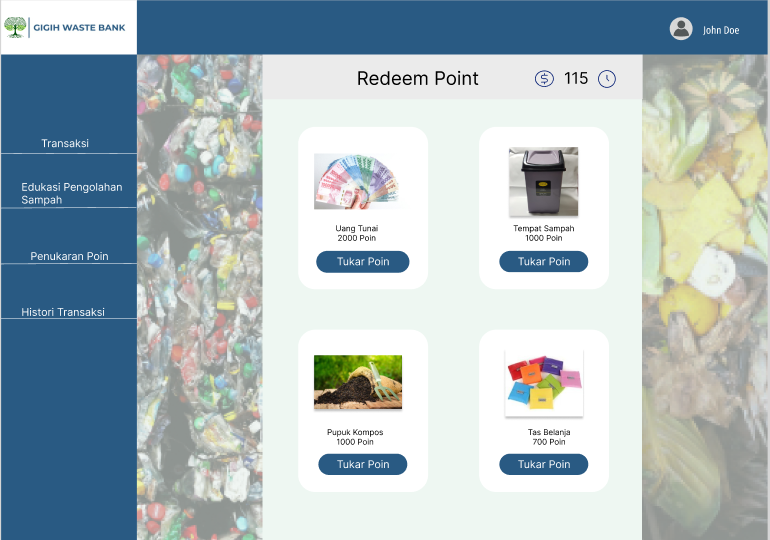 GIGIH WASTE BANK
John Doe
Redeem Point
$ 115
Transaksi
Edukasi Pengolahan
Sampah
Penukaran Poin
Histori Transaksi
Uang Tunai
2000 Poin
Tukar Poin
Tempat Sampah
1000 Poin
Tukar Poin
Pupuk Kompos
1000 Poin
Tukar Poin
Tas Belanja
700 Poin
Tukar Poin